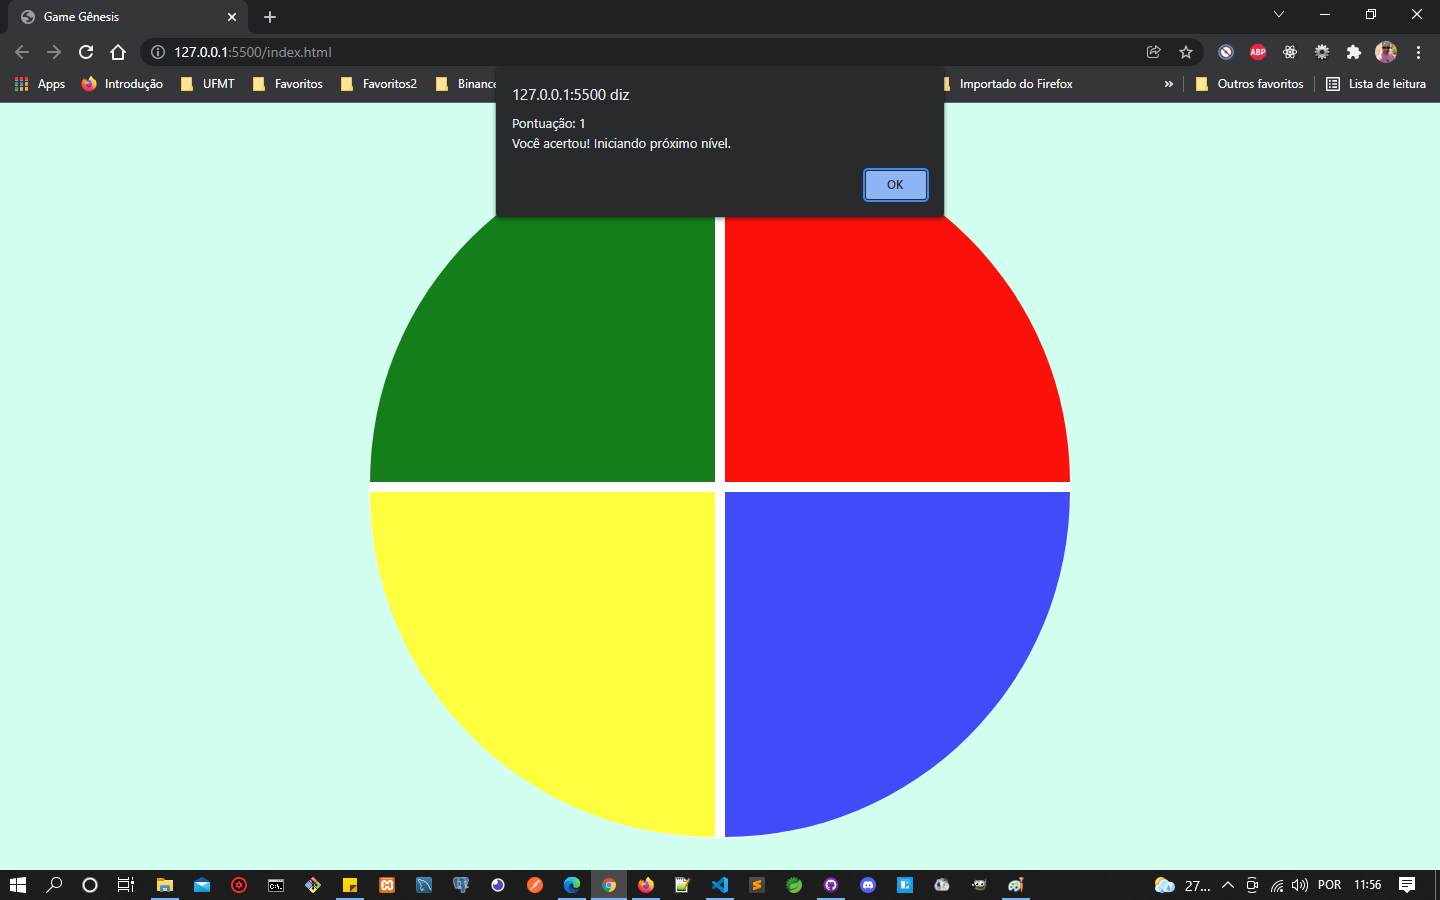 Game Gênesis
127.0.0.1:5500/index.html
Apps
Introdução
UFMT
Favoritos
Favoritos2
Binance
Importado do Firefox
»
Outros favoritos
Lista de leitura
127.0.0.1:5500 diz
Pontuação: 1
Você acertou! Iniciando próximo nível.
OK
ABP
27...
POR
11:56